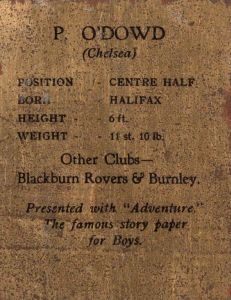 P. O'DOWD
(Chelsea)
POSITION - CENTRE HALF.
BORN HALIFAX
HEIGHT - 6 ft.
WEIGHT - - 11 st. 10 lb.
Other Clubs—
Blackburn Rovers & Burnley.
Presented with "Adventure."
The famous story paper
for Boys.